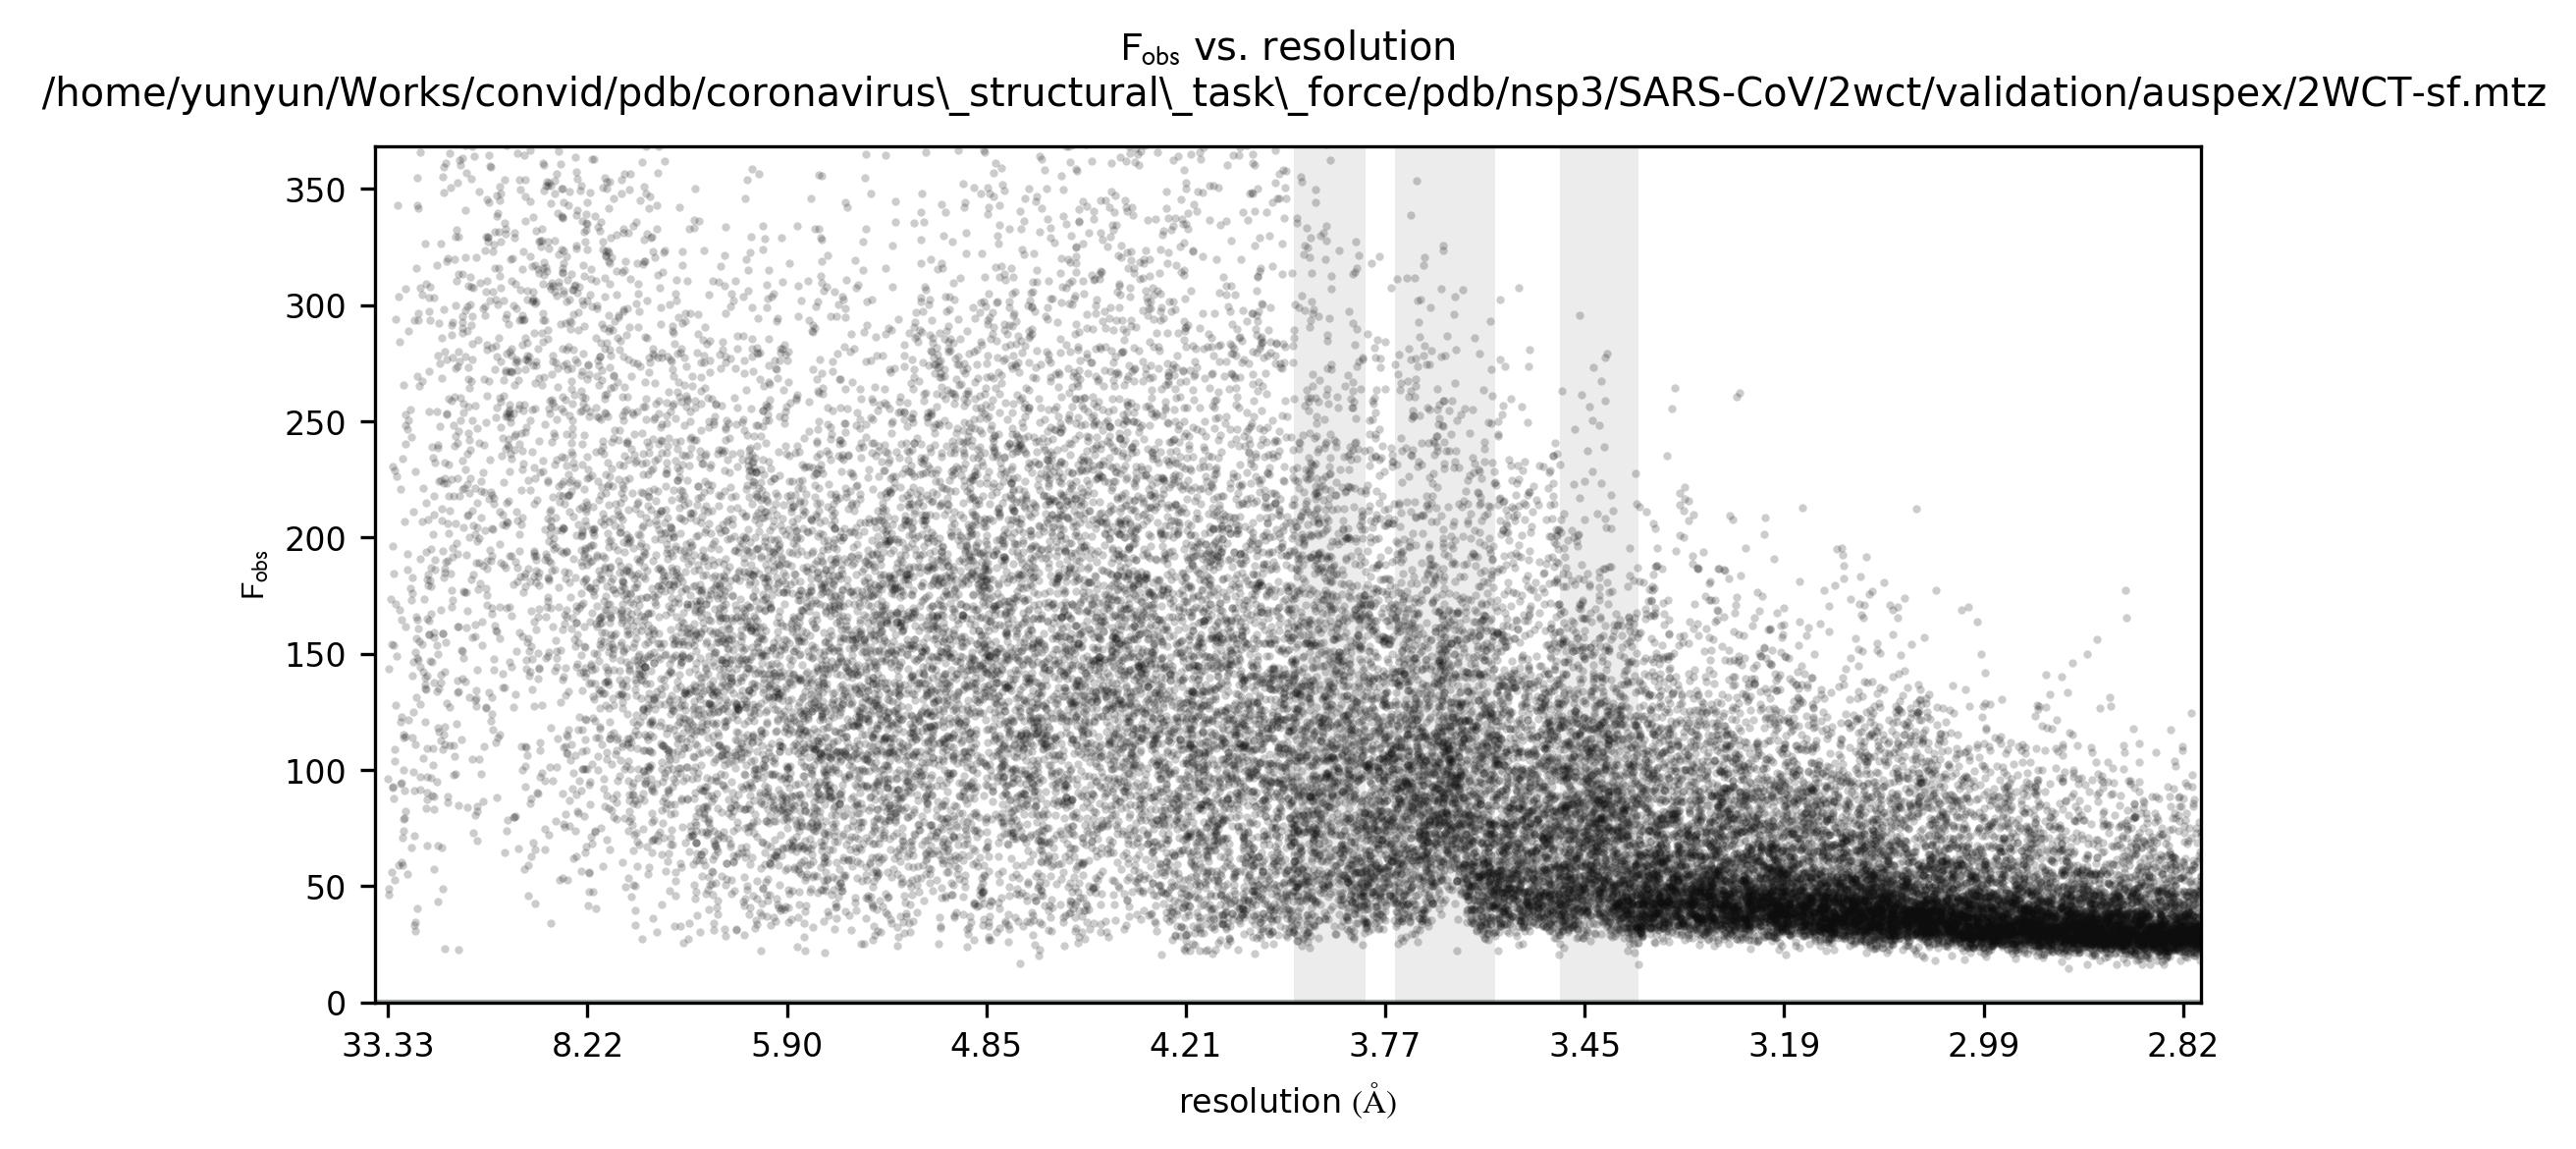 Fobs vs. resolution
/home/yunyun/Works/convid/pdb/coronavirus\_structural\_task\_force/pdb/nsp3/SARS-CoV/2wct/validation/auspex/2WCT-sf.mtz
350
300
250
200
150
100
50
0
Fobs
33.33 8.22 5.90 4.85 4.21 3.77 3.45 3.19 2.99 2.82
resolution (Å)